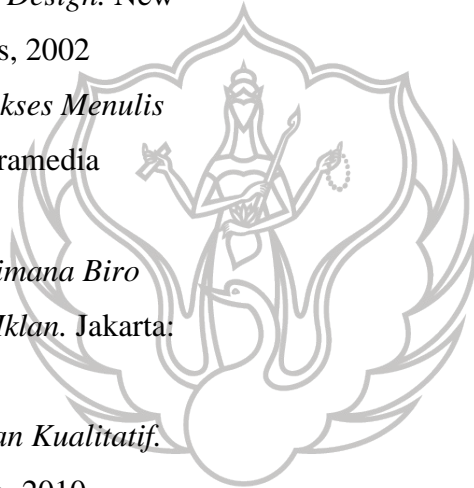 Design. New
s, 2002
kses Menulis
ramedia
imana Biro
Iklan. Jakarta:
an Kualitatif.
, 2010